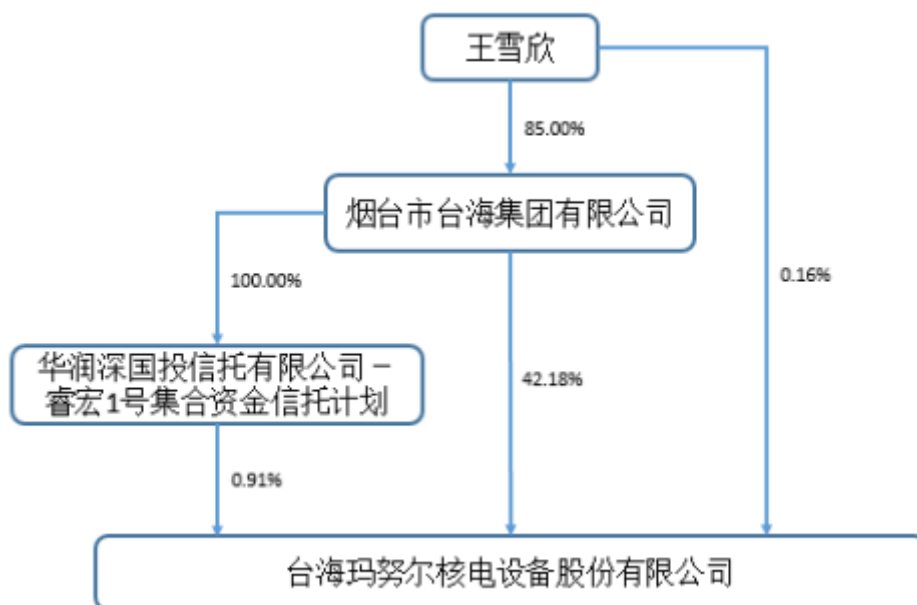 王雪欣
85.00%
烟台市台海集团有限公司
100.00%
0.16%
华润深国投信托有限公司－
睿宏1号集合资金信托计划
42.18%
0.91%
台海玛努尔核电设备股份有限公司